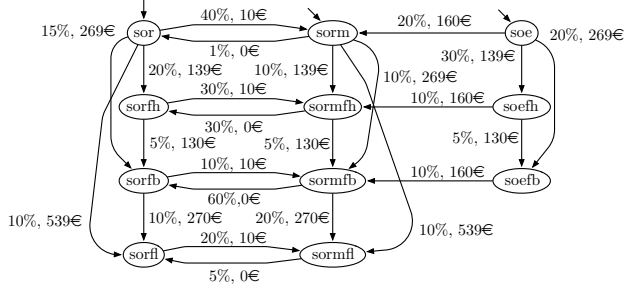 40%, 10€
15%, 269€
sor
sorm
20%, 160€
soe
20%, 269€
1%, 0€
30%, 139€
20%, 139€
10%, 139€
10%, 269€
30%, 10€
10%, 160€
sorfh
sormfh
soefh
30%, 0€
5%, 130€
5%, 130€
5%, 130€
10%, 10€
10%, 160€
sorfb
sormfb
soefb
60%,0€
10%, 539€
10%, 270€
20%, 270€
10%, 539€
20%, 10€
sorfl
sormfl
5%, 0€